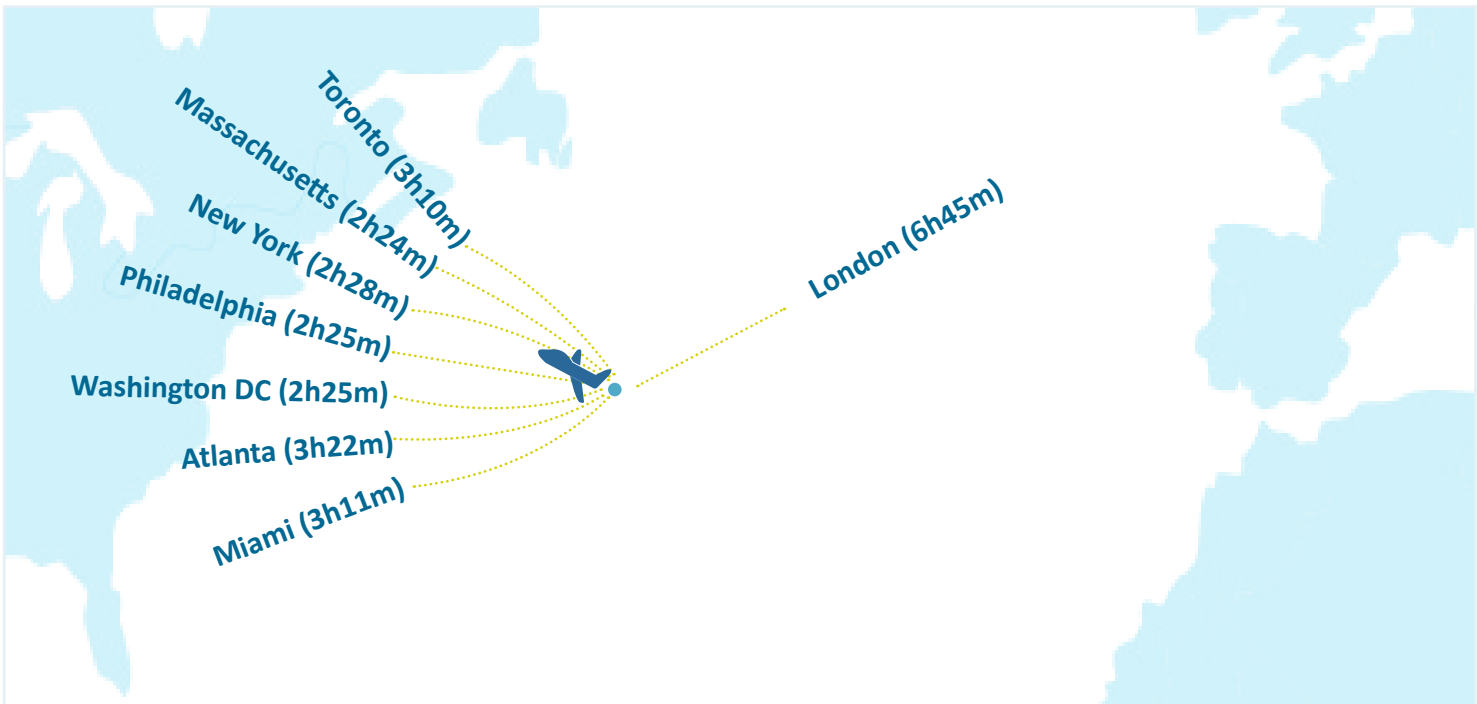 Toronto (3h10m)
Massachusetts (2h24m)
New York (2h28m)
Philadelphia (2h25m)
Washington DC (2h25m)
Atlanta (3h22m)
Miami (3h11m)
London (6h45m)